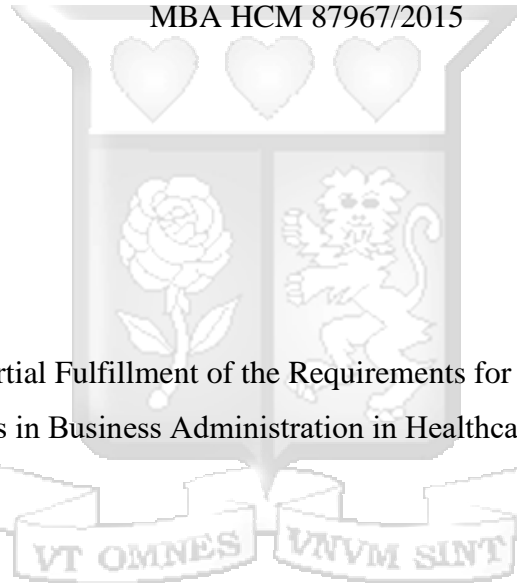 MBA HCM 87967/2015
rtial Fulfillment of the Requirements for
s in Business Administration in Healthca
VT OMNES VNVM SINT